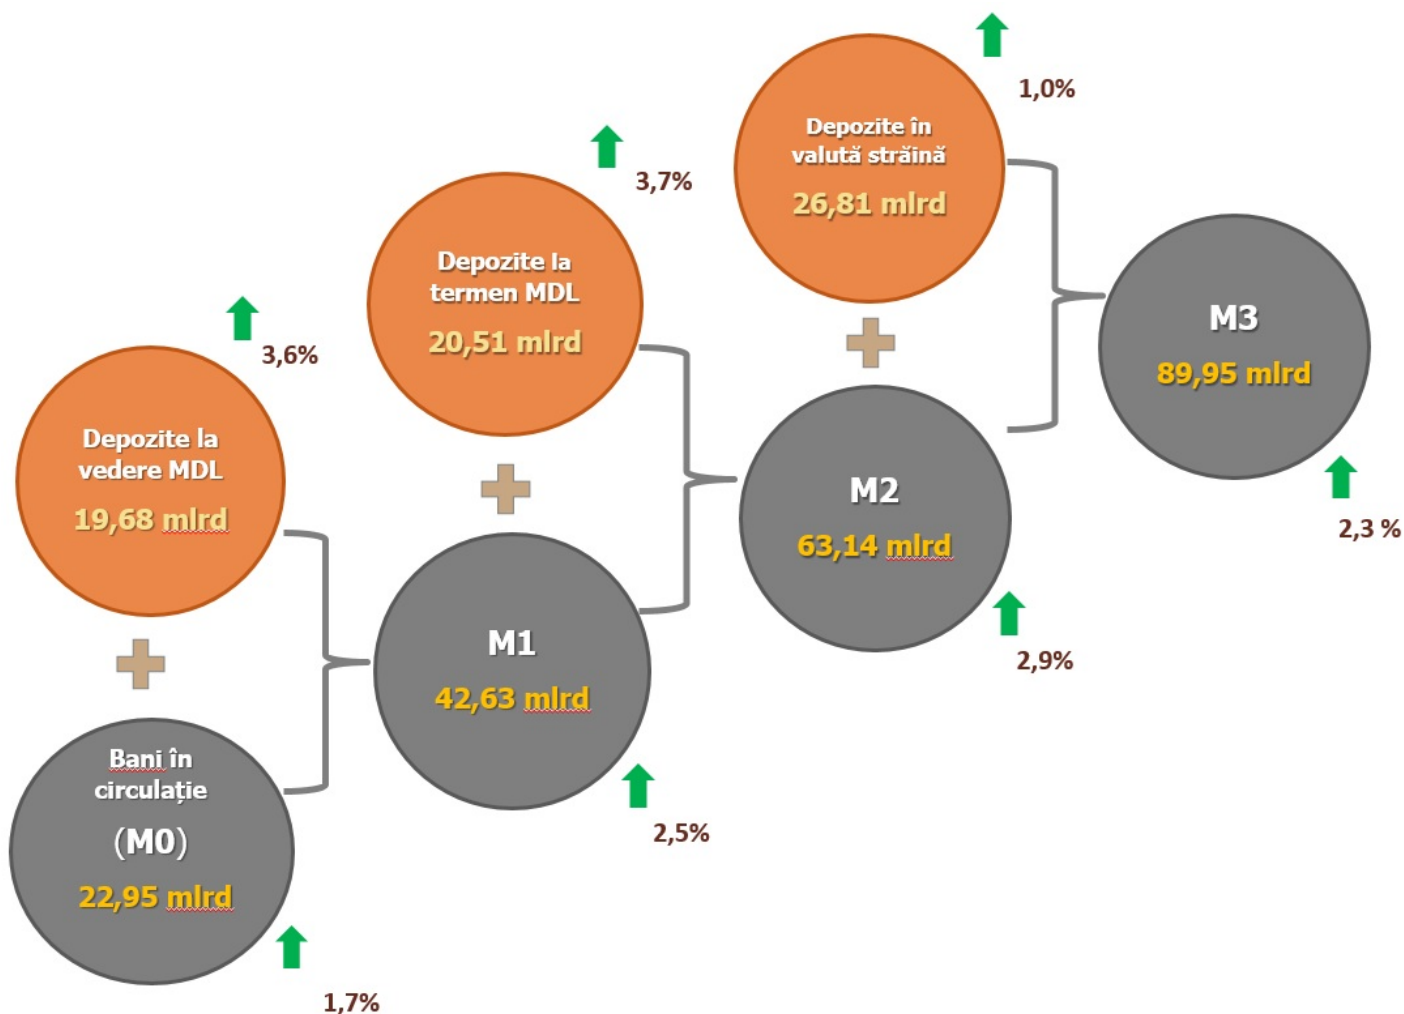 Depozite la
vedere MDL
19,68 mlrd
3,6%
Bani în
circulație
(M0)
22,95 mlrd
1,7%
Depozite la
termen MDL
20,51 mlrd
3,7%
M1
42,63 mlrd
2,5%
Depozite în
valută străină
26,81 mlrd
1,0%
M2
63,14 mlrd
2,9%
M3
89,95 mlrd
2,3 %